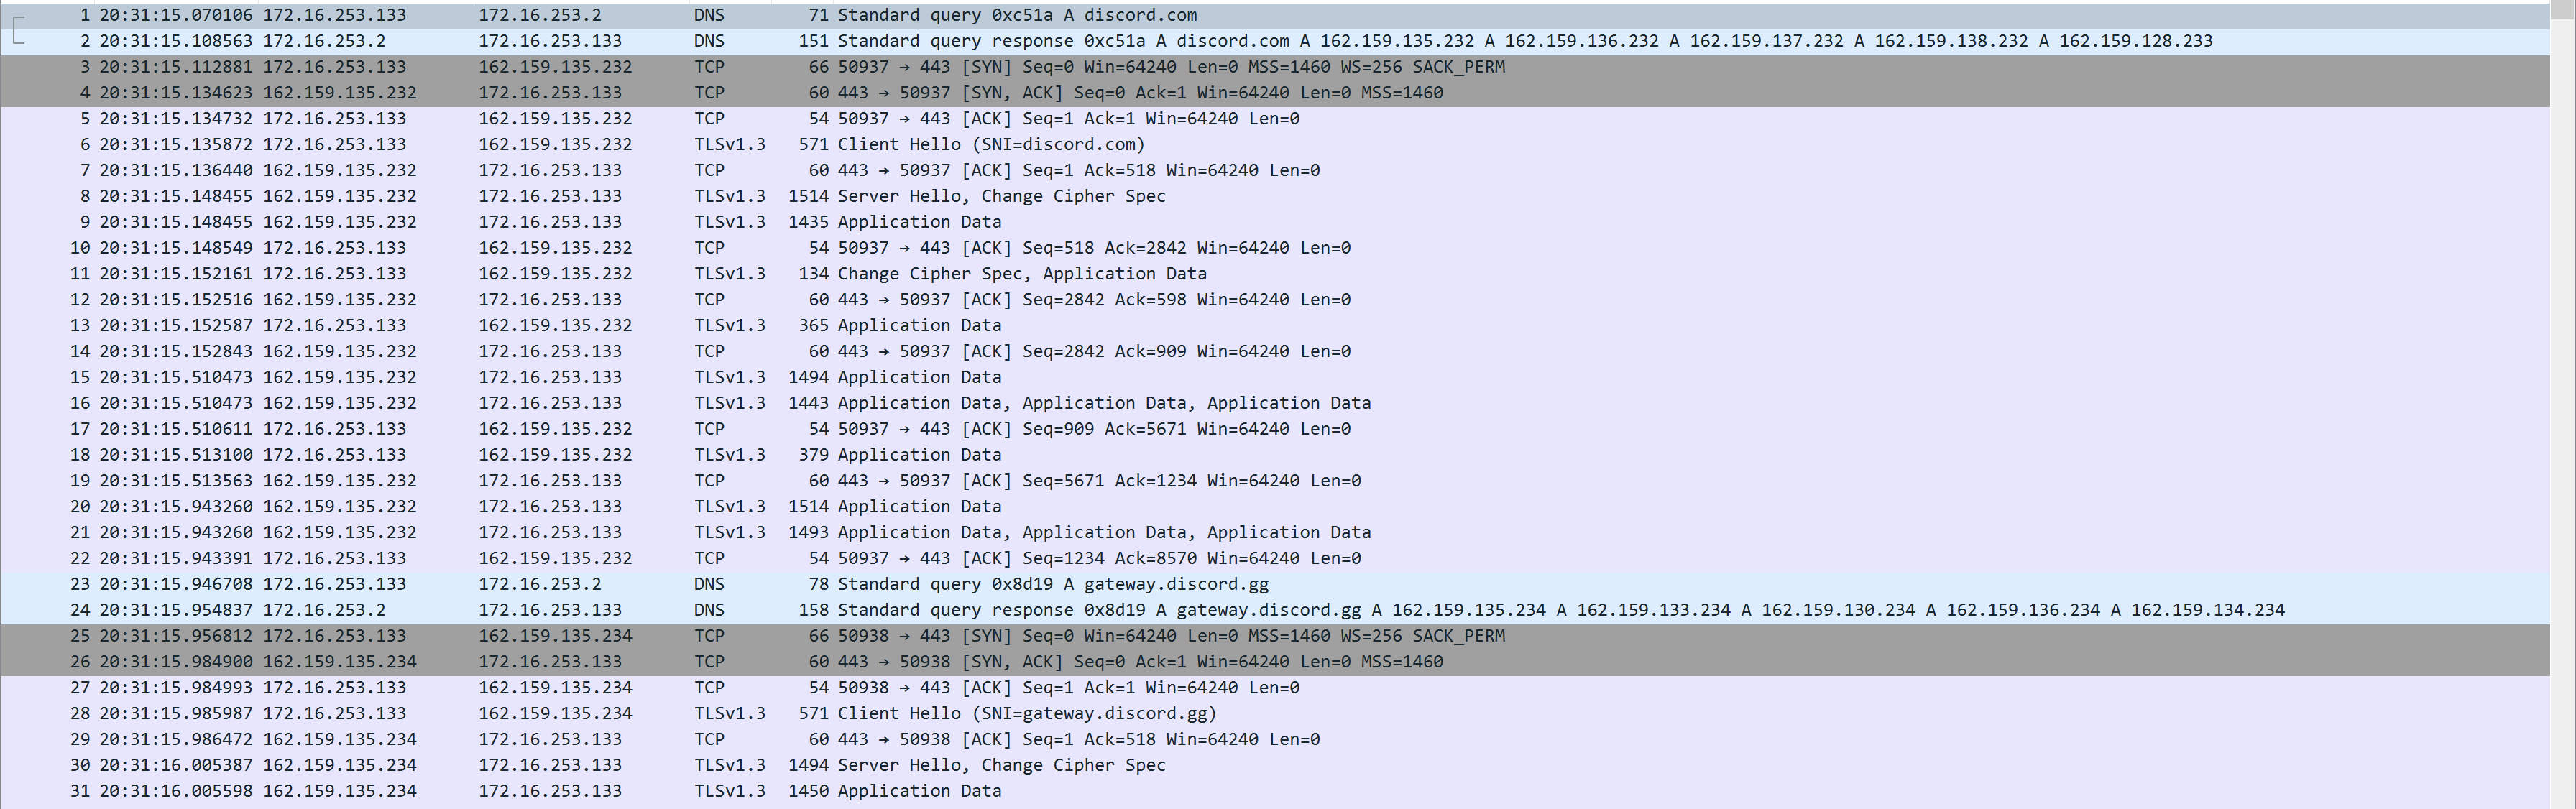 1 20:31:15.070106 172.16.253.133 172.16.253.2 DNS 71 Standard query 0xc51a A discord.com
2 20:31:15.108563 172.16.253.2 172.16.253.133 DNS 151 Standard query response 0xc51a A discord.com A 162.159.135.232 A 162.159.136.232 A 162.159.137.232 A 162.159.138.232 A 162.159.128.233
3 20:31:15.112881 172.16.253.133 162.159.135.232 TCP 66 50937 → 443 [SYN] Seq=0 Win=64240 Len=0 MSS=1460 WS=256 SACK_PERM
4 20:31:15.134623 162.159.135.232 172.16.253.133 TCP 60 443 → 50937 [SYN, ACK] Seq=0 Ack=1 Win=64240 Len=0 MSS=1460
5 20:31:15.134732 172.16.253.133 162.159.135.232 TCP 54 50937 → 443 [ACK] Seq=1 Ack=1 Win=64240 Len=0
6 20:31:15.135872 172.16.253.133 162.159.135.232 TLSv1.3 571 Client Hello (SNI=discord.com)
7 20:31:15.136440 162.159.135.232 172.16.253.133 TCP 60 443 → 50937 [ACK] Seq=1 Ack=518 Win=64240 Len=0
8 20:31:15.148455 162.159.135.232 172.16.253.133 TLSv1.3 1514 Server Hello, Change Cipher Spec
9 20:31:15.148455 162.159.135.232 172.16.253.133 TLSv1.3 1435 Application Data
10 20:31:15.148549 172.16.253.133 162.159.135.232 TCP 54 50937 → 443 [ACK] Seq=518 Ack=2842 Win=64240 Len=0
11 20:31:15.152161 172.16.253.133 162.159.135.232 TLSv1.3 134 Change Cipher Spec, Application Data
12 20:31:15.152516 162.159.135.232 172.16.253.133 TCP 60 443 → 50937 [ACK] Seq=2842 Ack=598 Win=64240 Len=0
13 20:31:15.152587 172.16.253.133 162.159.135.232 TLSv1.3 365 Application Data
14 20:31:15.152843 162.159.135.232 172.16.253.133 TCP 60 443 → 50937 [ACK] Seq=2842 Ack=909 Win=64240 Len=0
15 20:31:15.510473 162.159.135.232 172.16.253.133 TLSv1.3 1494 Application Data
16 20:31:15.510473 162.159.135.232 172.16.253.133 TLSv1.3 1443 Application Data, Application Data, Application Data
17 20:31:15.510611 172.16.253.133 162.159.135.232 TCP 54 50937 → 443 [ACK] Seq=909 Ack=5671 Win=64240 Len=0
18 20:31:15.513100 172.16.253.133 162.159.135.232 TLSv1.3 379 Application Data
19 20:31:15.513563 162.159.135.232 172.16.253.133 TCP 60 443 → 50937 [ACK] Seq=5671 Ack=1234 Win=64240 Len=0
20 20:31:15.943260 162.159.135.232 172.16.253.133 TLSv1.3 1514 Application Data
21 20:31:15.943260 162.159.135.232 172.16.253.133 TLSv1.3 1493 Application Data, Application Data, Application Data
22 20:31:15.943391 172.16.253.133 162.159.135.232 TCP 54 50937 → 443 [ACK] Seq=1234 Ack=8570 Win=64240 Len=0
23 20:31:15.946708 172.16.253.133 172.16.253.2 DNS 78 Standard query 0x8d19 A gateway.discord.gg
24 20:31:15.954837 172.16.253.2 172.16.253.133 DNS 158 Standard query response 0x8d19 A gateway.discord.gg A 162.159.135.234 A 162.159.133.234 A 162.159.130.234 A 162.159.136.234 A 162.159.134.234
25 20:31:15.956812 172.16.253.133 162.159.135.234 TCP 66 50938 → 443 [SYN] Seq=0 Win=64240 Len=0 MSS=1460 WS=256 SACK_PERM
26 20:31:15.984900 162.159.135.234 172.16.253.133 TCP 60 443 → 50938 [SYN, ACK] Seq=0 Ack=1 Win=64240 Len=0 MSS=1460
27 20:31:15.984993 172.16.253.133 162.159.135.234 TCP 54 50938 → 443 [ACK] Seq=1 Ack=1 Win=64240 Len=0
28 20:31:15.985987 172.16.253.133 162.159.135.234 TLSv1.3 571 Client Hello (SNI=gateway.discord.gg)
29 20:31:15.986472 162.159.135.234 172.16.253.133 TCP 60 443 → 50938 [ACK] Seq=1 Ack=518 Win=64240 Len=0
30 20:31:16.005387 162.159.135.234 172.16.253.133 TLSv1.3 1494 Server Hello, Change Cipher Spec
31 20:31:16.005598 162.159.135.234 172.16.253.133 TLSv1.3 1450 Application Data